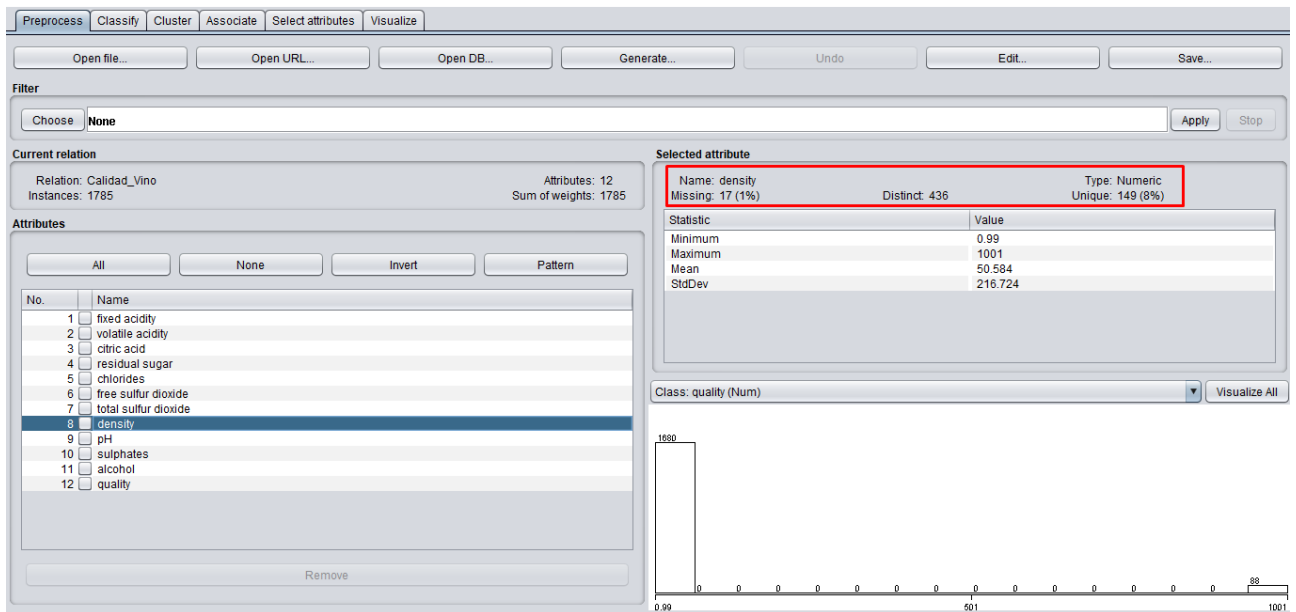 Preprocess Classify Cluster Associate Select attributes Visualize
Open file... Open URL... Open DB... Generate... Undo Edit... Save...
Filter
Choose None Apply Stop
Current relation
Relation: Calidad_Vino Attributes: 12
Instances: 1785 Sum of weights: 1785
Attributes
All None Invert Pattern
No. Name
1 fixed acidity
2 volatile acidity
3 citric acid
4 residual sugar
5 chlorides
6 free sulfur dioxide
7 total sulfur dioxide
8 density
9 pH
10 sulphates
11 alcohol
12 quality
Remove
Selected attribute
Name: density Type: Numeric
Missing: 17 (1%) Distinct: 436 Unique: 149 (8%)
Statistic Value
Minimum 0.99
Maximum 1001
Mean 50.584
StdDev 216.724
Class: quality (Num) Visualize All
1680
0 0 0 0 0 0 0 0 0 0 0 0 0 0 88
0.99 501 1001